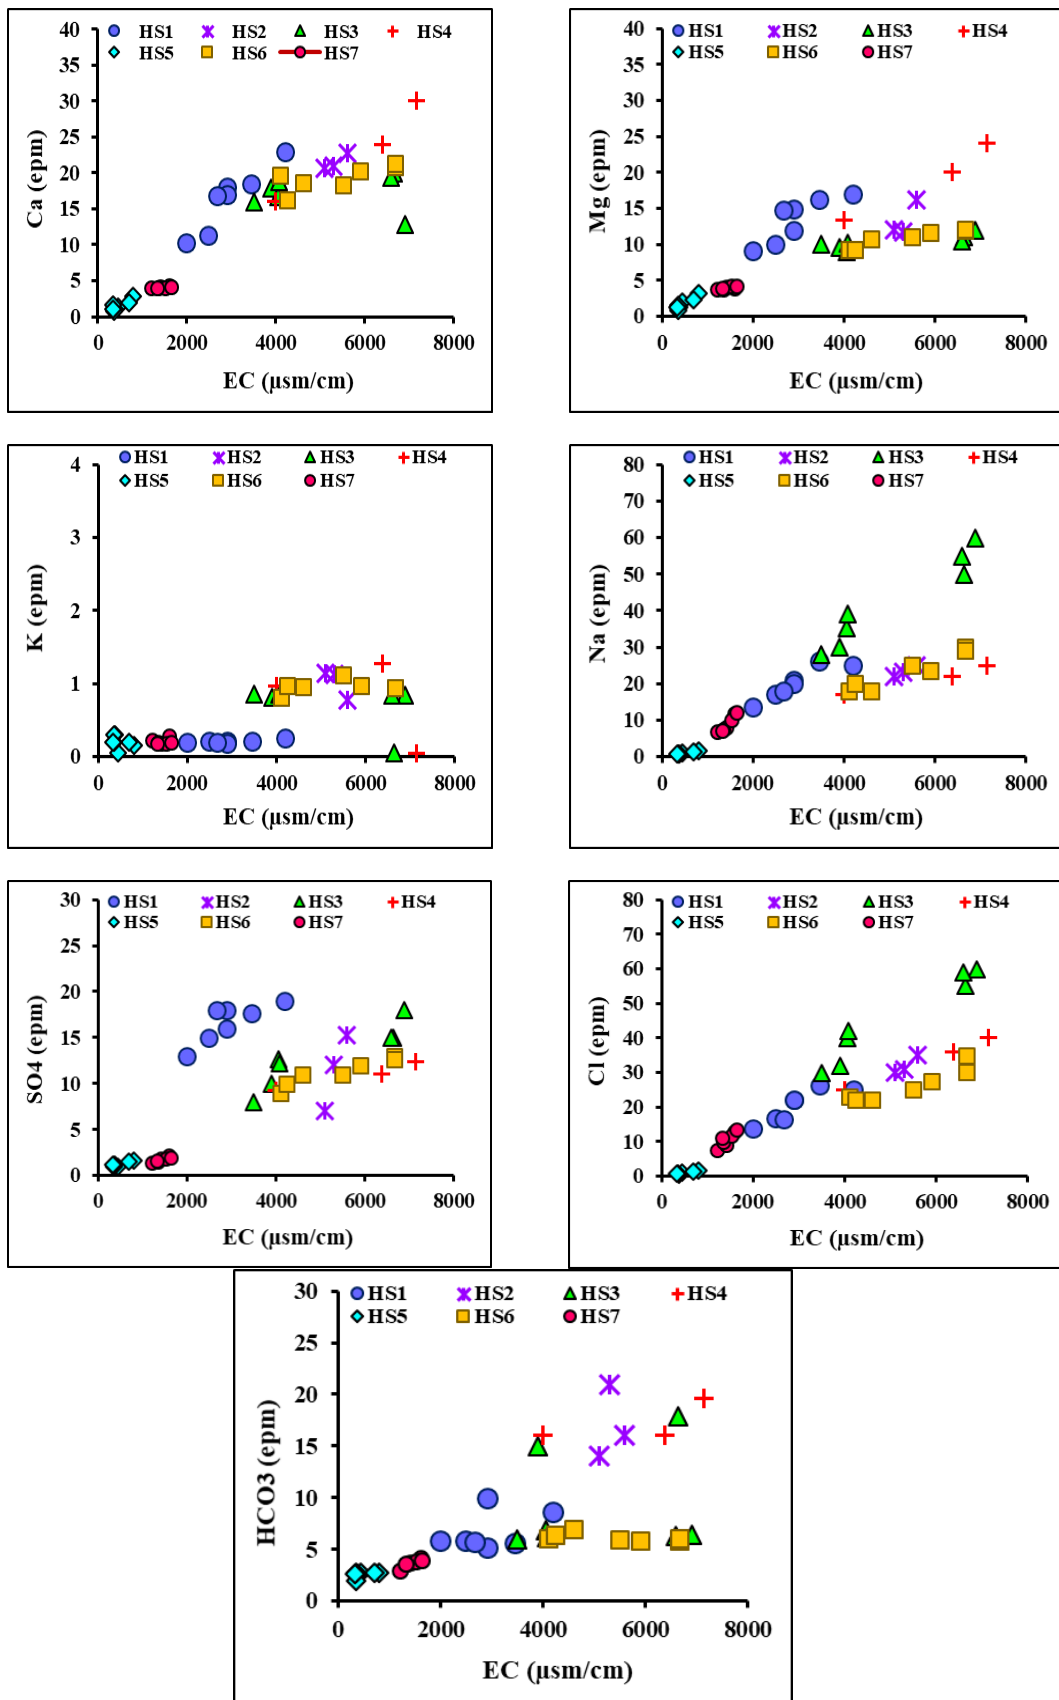 HS1 HS2 HS3 HS4
HS5 HS6 HS7
40
35
30
25
20
15
10
5
0
Ca (epm)
0 2000 4000 6000 8000
EC (µsm/cm)
HS1 HS2 HS3 HS4
HS5 HS6 HS7
40
35
30
25
20
15
10
5
0
Mg (epm)
0 2000 4000 6000 8000
EC (µsm/cm)
HS1 HS2 HS3 HS4
HS5 HS6 HS7
4
3
2
1
0
K (epm)
0 2000 4000 6000 8000
EC (µsm/cm)
HS1 HS2 HS3 HS4
HS5 HS6 HS7
80
70
60
50
40
30
20
10
0
Na (epm)
0 2000 4000 6000 8000
EC (µsm/cm)
HS1 HS2 HS3 HS4
HS5 HS6 HS7
30
25
20
15
10
5
0
SO4 (epm)
0 2000 4000 6000 8000
EC (µsm/cm)
HS1 HS2 HS3 HS4
HS5 HS6 HS7
80
70
60
50
40
30
20
10
0
Cl (epm)
0 2000 4000 6000 8000
EC (µsm/cm)
HS1 HS2 HS3 HS4
HS5 HS6 HS7
30
25
20
15
10
5
0
HCO3 (epm)
0 2000 4000 6000 8000
EC (µsm/cm)